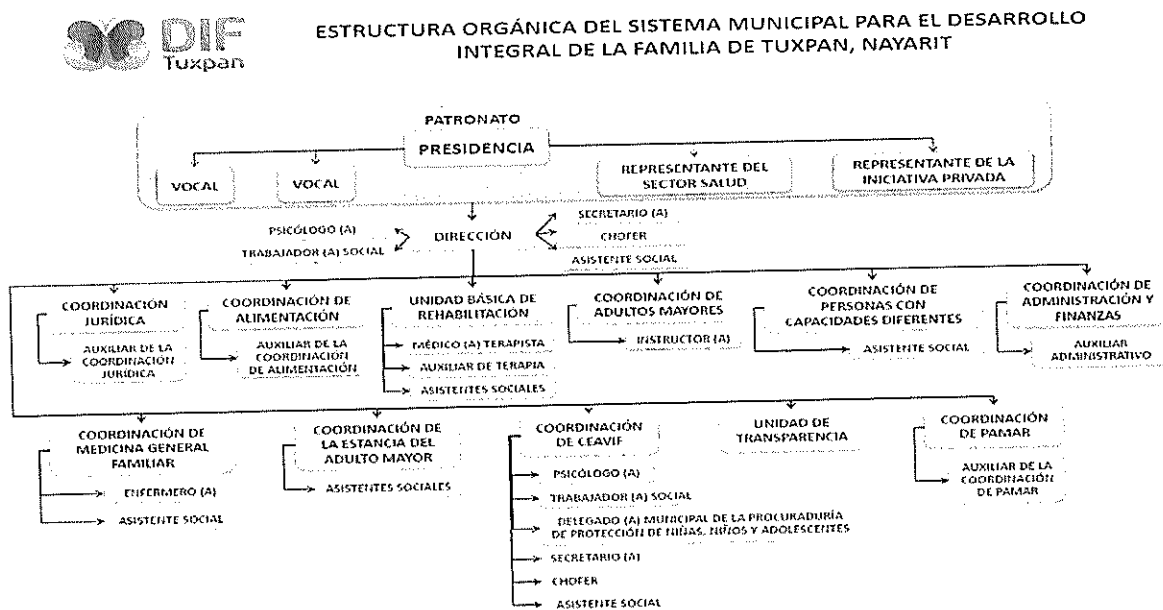 DIF
Tuxpan
ESTRUCTURA ORGÁNICA DEL SISTEMA MUNICIPAL PARA EL DESARROLLO
INTEGRAL DE LA FAMILIA DE TUXPAN, NAYARIT
PATRONATO
PRESIDENCIA
VOCAL
VOCAL
REPRESENTANTE DEL
SECTOR SALUD
REPRESENTANTE DE LA
INICIATIVA PRIVADA
PSICÓLOGO (A)
TRABAJADOR (A) SOCIAL
DIRECCIÓN
SECRETARIO (A)
CHOFER
ASISTENTE SOCIAL
COORDINACIÓN
JURÍDICA
AUXILIAR DE LA
COORDINACIÓN
JURÍDICA
COORDINACIÓN DE
ALIMENTACIÓN
AUXILIAR DE LA
COORDINACIÓN
DE ALIMENTACIÓN
UNIDAD BÁSICA DE
REHABILITACIÓN
MÉDICO (A) TERAPISTA
AUXILIAR DE TERAPIA
ASISTENTES SOCIALES
COORDINACIÓN DE
ADULTOS MAYORES
INSTRUCTOR (A)
COORDINACIÓN DE
PERSONAS CON
CAPACIDADES DIFERENTES
ASISTENTE SOCIAL
COORDINACIÓN DE
ADMINISTRACIÓN Y
FINANZAS
AUXILIAR
ADMINISTRATIVO
COORDINACIÓN DE
MEDICINA GENERAL
FAMILIAR
ENFERMERO (A)
ASISTENTE SOCIAL
COORDINACIÓN DE
LA ESTANCIA DEL
ADULTO MAYOR
ASISTENTES SOCIALES
COORDINACIÓN
DE CEAVIF
PSICÓLOGO (A)
TRABAJADOR (A) SOCIAL
DELEGADO (A) MUNICIPAL DE LA PROCURADURÍA
DE PROTECCIÓN DE NIÑAS, NIÑOS Y ADOLESCENTES
SECRETARIO (A)
CHOFER
ASISTENTE SOCIAL
UNIDAD DE
TRANSPARENCIA
COORDINACIÓN
DE PAMAR
AUXILIAR DE LA
COORDINACIÓN
DE PAMAR